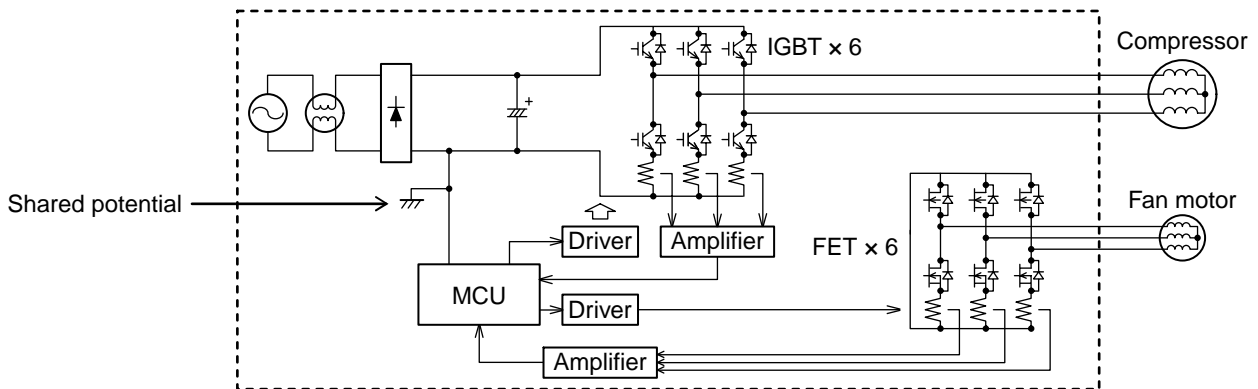 IGBT × 6
Compressor
Shared potential
Driver
Amplifier
FET × 6
Fan motor
MCU
Driver
Amplifier
+